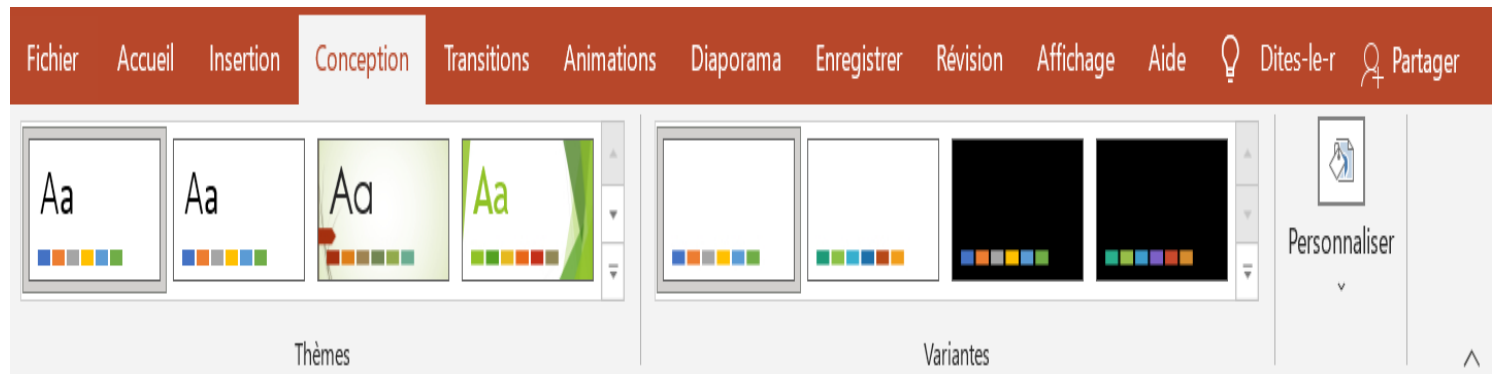 Fichier Accueil Insertion Conception Transitions Animations Diaporama Enregistrer Révision Affichage Aide Dites-le-r Partager
Aa Aa Aa Aa
Personnaliser
Thèmes Variantes